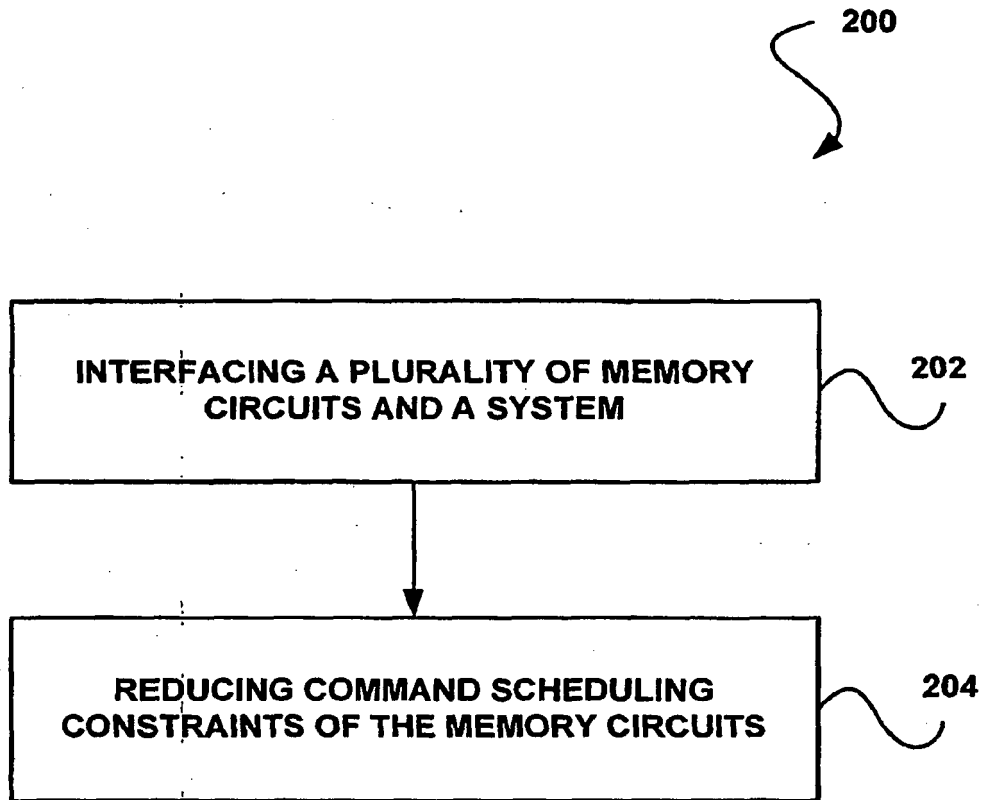 200
INTERFACING A PLURALITY OF MEMORY
CIRCUITS AND A SYSTEM
202
REDUCING COMMAND SCHEDULING
CONSTRAINTS OF THE MEMORY CIRCUITS
204